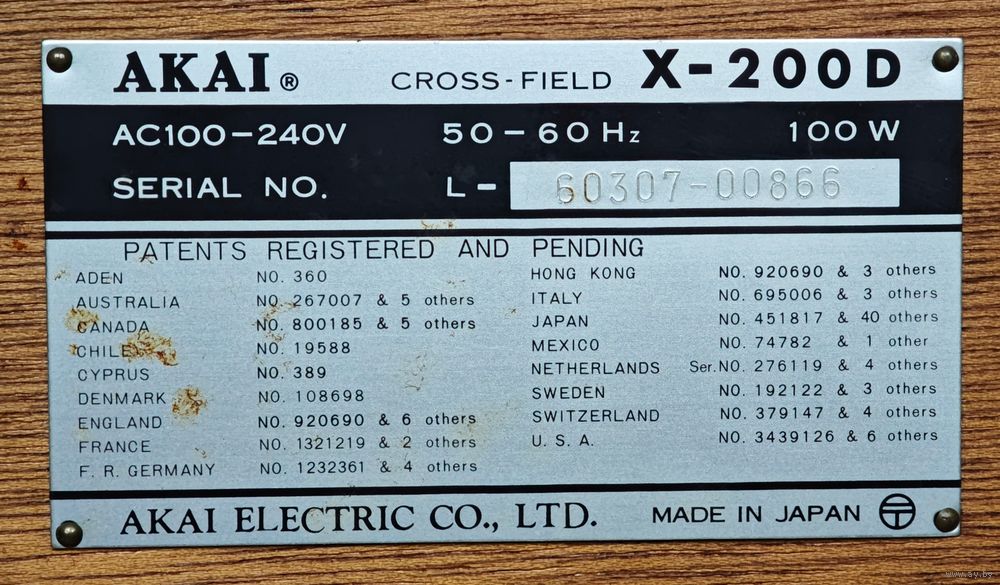 AKAI® CROSS-FIELD X-200D
AC100-240V 50-60Hz 100W
SERIAL NO. L- 60307-00866
PATENTS REGISTERED AND PENDING
ADEN NO. 360
AUSTRALIA NO. 267007 & 5 others
CANADA NO. 800185 & 5 others
CHILE NO. 19588
CYPRUS NO. 389
DENMARK NO. 108698
ENGLAND NO. 920690 & 6 others
FRANCE NO. 1321219 & 2 others
F. R. GERMANY NO. 1232361 & 4 others
HONG KONG NO. 920690 & 3 others
ITALY NO. 695006 & 3 others
JAPAN NO. 451817 & 40 others
MEXICO NO. 74782 & 1 other
NETHERLANDS Ser.NO. 276119 & 4 others
SWEDEN NO. 192122 & 3 others
SWITZERLAND NO. 379147 & 4 others
U. S. A. NO. 3439126 & 6 others
AKAI ELECTRIC CO., LTD. MADE IN JAPAN
www.ay.by